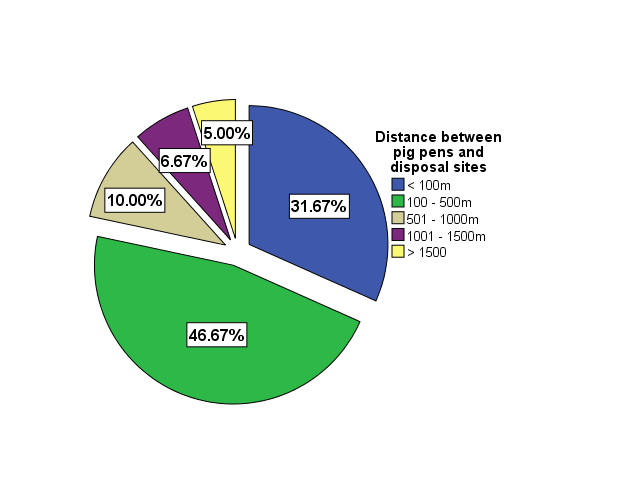 5.00%
6.67%
10.00%
31.67%
46.67%
Distance between
pig pens and
disposal sites
< 100m
100 - 500m
501 - 1000m
1001 - 1500m
> 1500